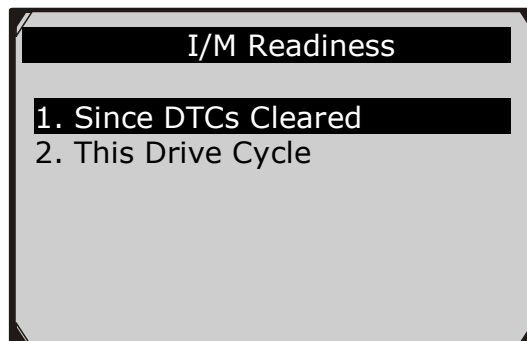 I/M Readiness
1. Since DTCs Cleared
2. This Drive Cycle